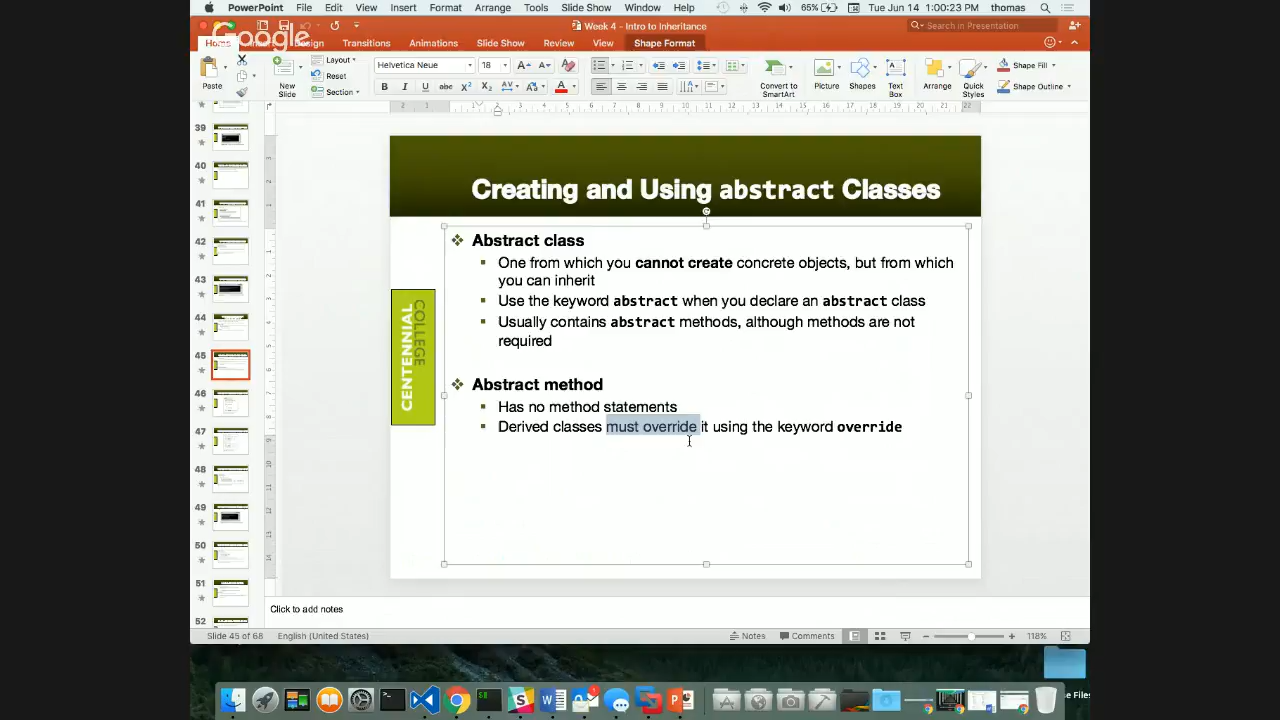 PowerPoint File Edit View Insert Format Arrange Tools Slide Show Window Help 65% Tue Jun 14 1:00:23 PM thomas
Week 4 - Intro to Inheritance
Search in Presentation
Google
Home Design Transitions Animations Slide Show Review View Shape Format
Paste
New Slide
Layout
Reset
Section
Helvetica Neue 18
B I U abc X² X₂ AV A
Convert to SmartArt
Picture
Shapes
Text Box
Arrange
Quick Styles
Shape Fill
Shape Outline
39
40
41
42
43
44
45
46
47
48
49
50
51
52
Creating and Using abstract Classes
CENTENNIAL
COLLEGE
Abstract class
One from which you cannot create concrete objects, but from which
you can inherit
Use the keyword abstract when you declare an abstract class
Usually contains abstract methods, although methods are not
required
Abstract method
Has no method statements
Derived classes must override it using the keyword override
Click to add notes
Slide 45 of 68 English (United States) Notes Comments 118%